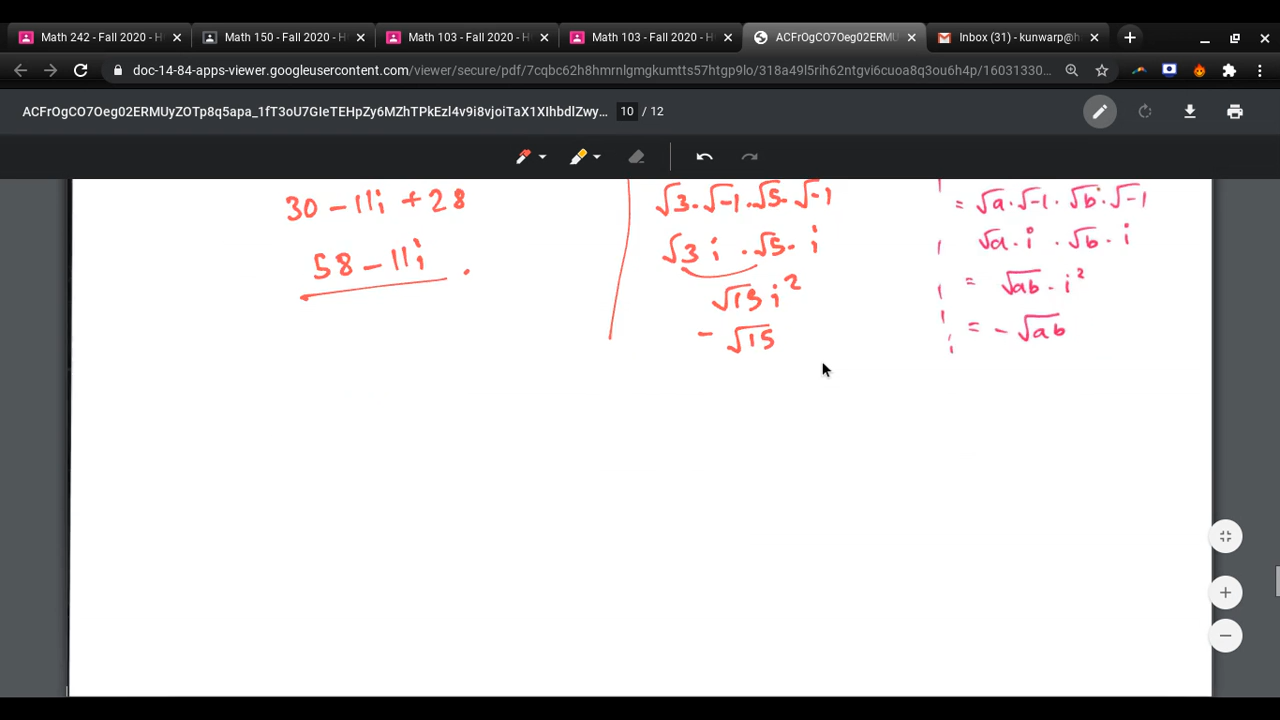 Math 242 - Fall 2020 - H
Math 150 - Fall 2020 - H
Math 103 - Fall 2020 - H
Math 103 - Fall 2020 - H
ACFrOgCO7Oeg02ERMU
Inbox (31) - kunwarp@h
doc-14-84-apps-viewer.googleusercontent.com/viewer/secure/pdf/7cqbc62h8hmrnlgmgkumtts57htgp9lo/318a49l5rih62ntgvi6cuoa8q3ou6h4p/16031330...
ACFrOgCO7Oeg02ERMUyZOTp8q5apa_1fT3oU7GIeTEHpZy6MZhTPkEzl4v9i8vjoiTaX1XIhbdlZwy...
10 / 12
30 - 11i + 28
58 - 11i .
√3 · √-1 · √5 · √-1
√3 i · √5 · i
√15 i²
- √15
= √a · √-1 · √b · √-1
√a · i · √b · i
= √ab · i²
= - √ab